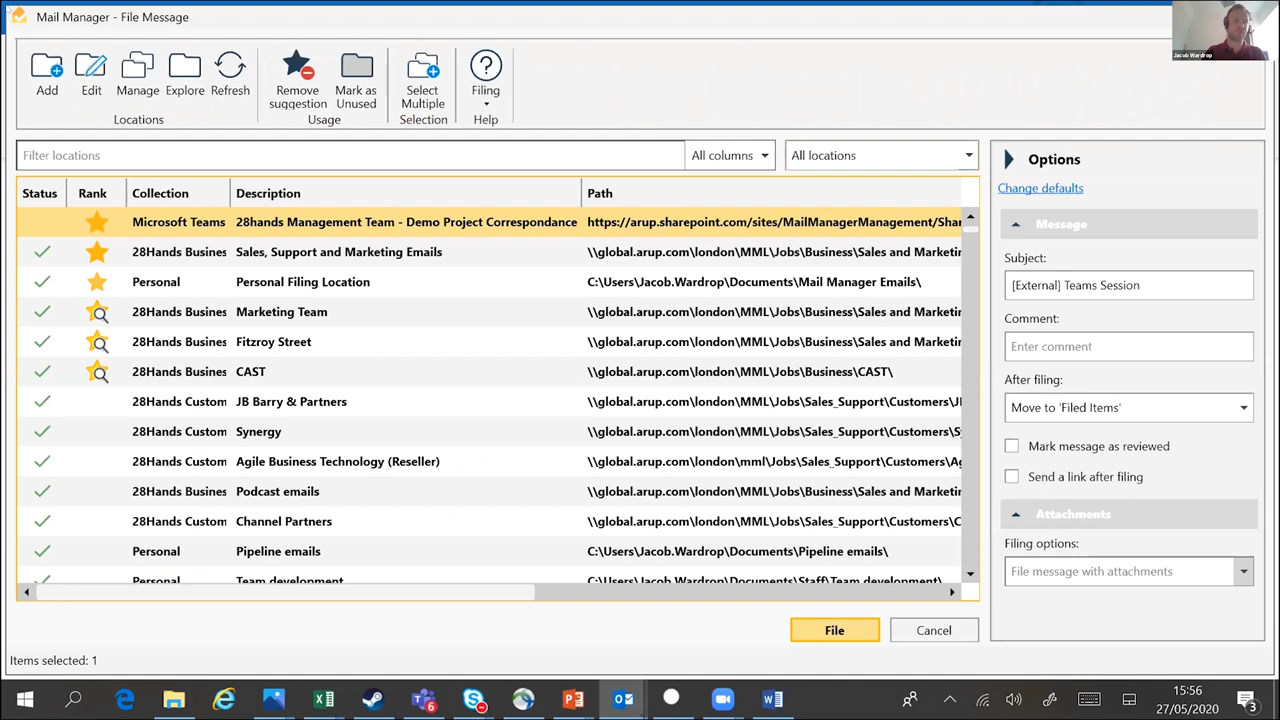 Mail Manager - File Message
Jacob Wardrop
Add Edit Manage Explore Refresh Remove suggestion Mark as Unused Select Multiple Filing
Locations Usage Selection Help
Filter locations All columns All locations
Status Rank Collection Description Path
Microsoft Teams 28hands Management Team - Demo Project Correspondance https://arup.sharepoint.com/sites/MailManagerManagement/Shar
28Hands Busines Sales, Support and Marketing Emails \\global.arup.com\london\MML\Jobs\Business\Sales and Marketin
Personal Personal Filing Location C:\Users\Jacob.Wardrop\Documents\Mail Manager Emails\
28Hands Busines Marketing Team \\global.arup.com\london\MML\Jobs\Business\Sales and Marketin
28Hands Busines Fitzroy Street \\global.arup.com\london\MML\Jobs\Business\Sales and Marketin
28Hands Busines CAST \\global.arup.com\london\MML\Jobs\Business\CAST\
28Hands Custom JB Barry & Partners \\global.arup.com\london\MML\Jobs\Sales_Support\Customers\JI
28Hands Custom Synergy \\global.arup.com\london\MML\Jobs\Sales_Support\Customers\Sy
28Hands Custom Agile Business Technology (Reseller) \\global.arup.com\london\mml\Jobs\Sales_Support\Customers\Ag
28Hands Busines Podcast emails \\global.arup.com\london\MML\Jobs\Business\Sales and Marketin
28Hands Custom Channel Partners \\global.arup.com\london\MML\Jobs\Sales_Support\Customers\C
Personal Pipeline emails C:\Users\Jacob.Wardrop\Documents\Pipeline emails\
Personal Team development C:\Users\Jacob.Wardrop\Documents\Staff\Team development\
File Cancel
Items selected: 1
Options
Change defaults
Message
Subject:
[External] Teams Session
Comment:
Enter comment
After filing:
Move to 'Filed Items'
Mark message as reviewed
Send a link after filing
Attachments
Filing options:
File message with attachments
6
15:56
27/05/2020
3